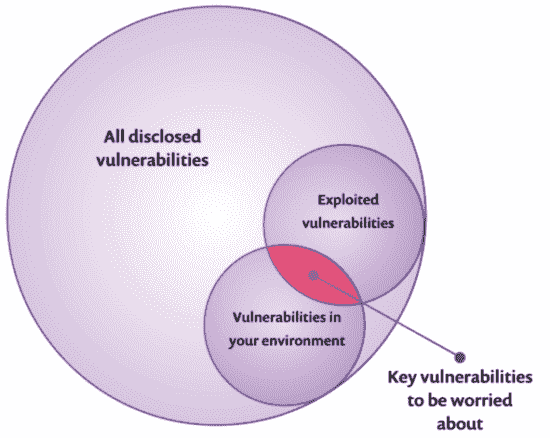 All disclosed
vulnerabilities
Exploited
vulnerabilities
Vulnerabilities in
your environment
Key vulnerabilities
to be worried
about